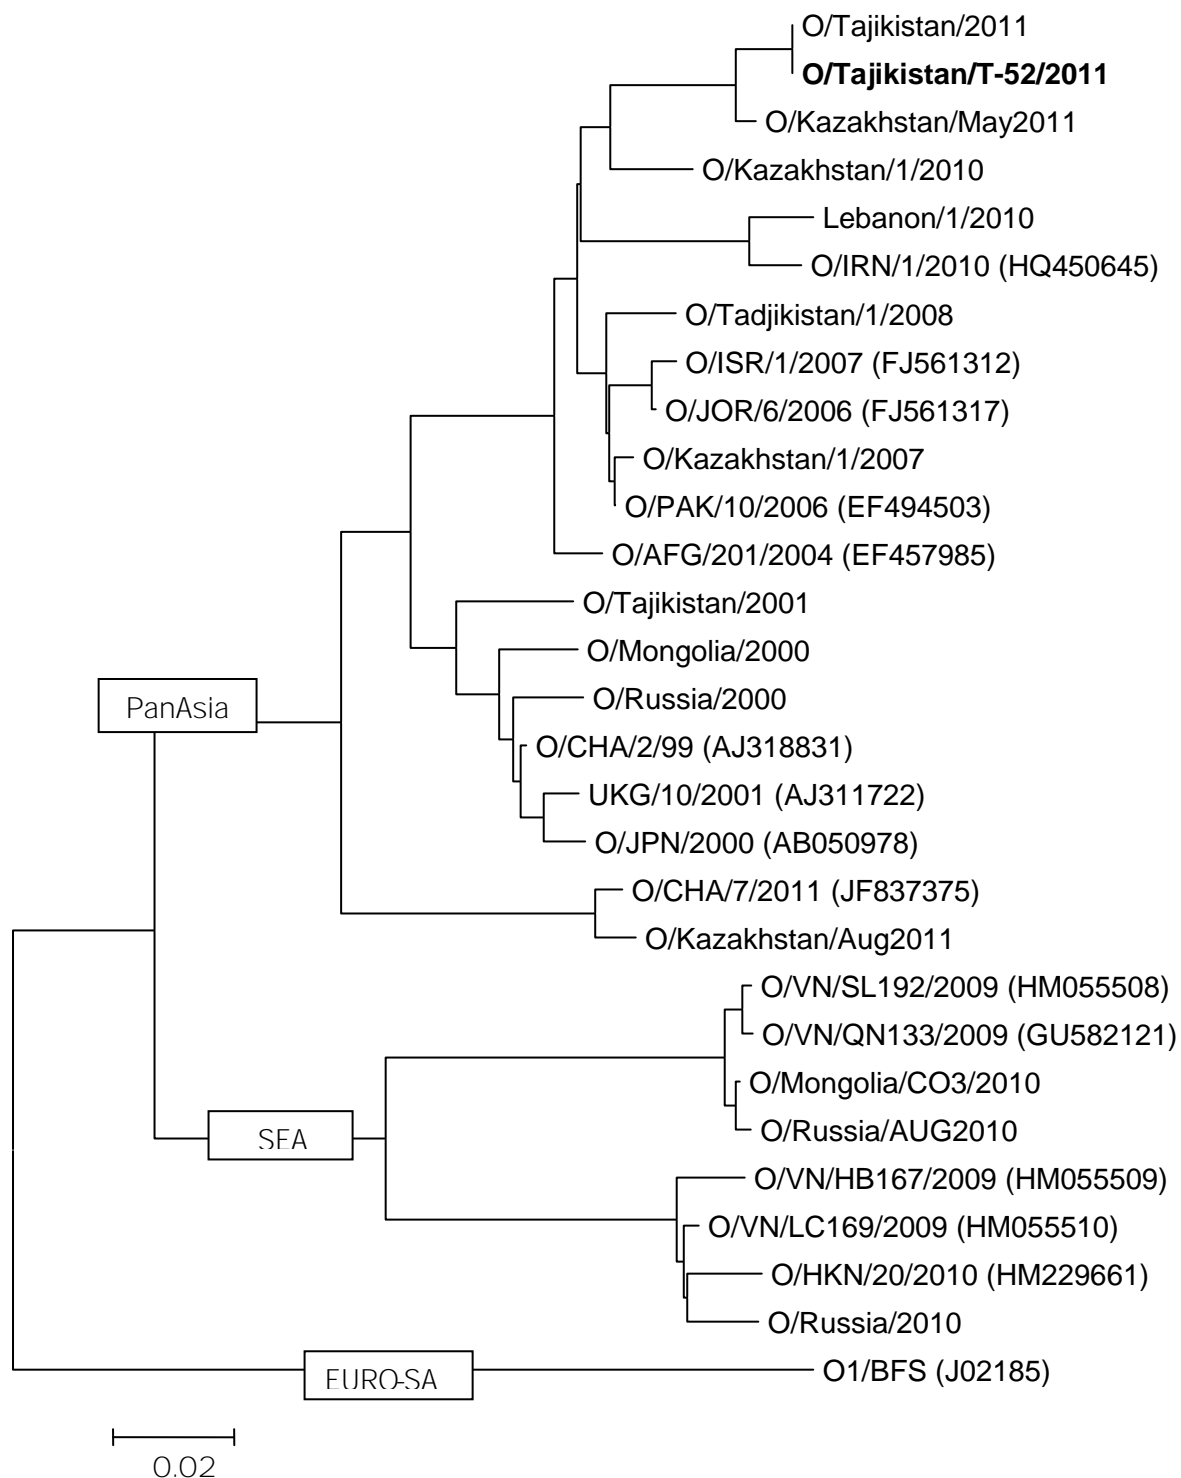 O/Tajikistan/2011
O/Tajikistan/T-52/2011
O/Kazakhstan/May2011
O/Kazakhstan/1/2010
Lebanon/1/2010
O/IRN/1/2010 (HQ450645)
O/Tadjikistan/1/2008
O/ISR/1/2007 (FJ561312)
O/JOR/6/2006 (FJ561317)
O/Kazakhstan/1/2007
O/PAK/10/2006 (EF494503)
O/AFG/201/2004 (EF457985)
O/Tajikistan/2001
O/Mongolia/2000
O/Russia/2000
PanAsia
O/CHA/2/99 (AJ318831)
UKG/10/2001 (AJ311722)
O/JPN/2000 (AB050978)
O/CHA/7/2011 (JF837375)
O/Kazakhstan/Aug2011
O/VN/SL192/2009 (HM055508)
O/VN/QN133/2009 (GU582121)
O/Mongolia/CO3/2010
O/Russia/AUG2010
SEA
O/VN/HB167/2009 (HM055509)
O/VN/LC169/2009 (HM055510)
O/HKN/20/2010 (HM229661)
O/Russia/2010
O1/BFS (J02185)
EURO-SA
0.02